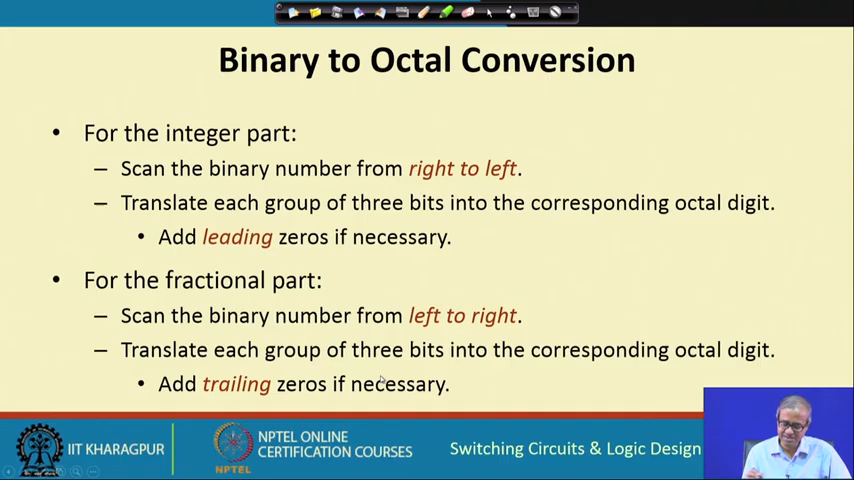 Binary to Octal Conversion
• For the integer part:
– Scan the binary number from right to left.
– Translate each group of three bits into the corresponding octal digit.
• Add leading zeros if necessary.
• For the fractional part:
– Scan the binary number from left to right.
– Translate each group of three bits into the corresponding octal digit.
• Add trailing zeros if necessary.
IIT KHARAGPUR
NPTEL
NPTEL ONLINE
CERTIFICATION COURSES
Switching Circuits & Logic Design